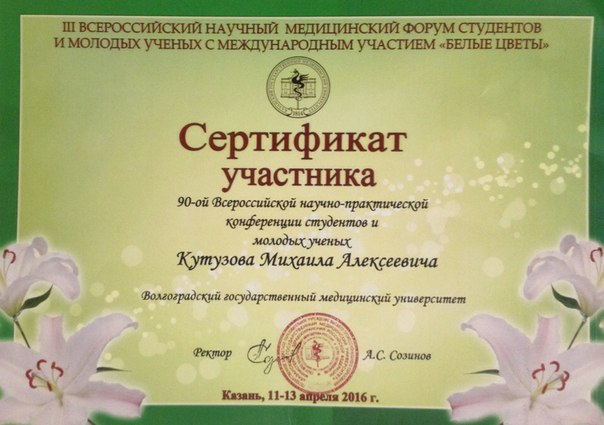 III ВСЕРОССИЙСКИЙ НАУЧНЫЙ МЕДИЦИНСКИЙ ФОРУМ СТУДЕНТОВ
И МОЛОДЫХ УЧЕНЫХ С МЕЖДУНАРОДНЫМ УЧАСТИЕМ «БЕЛЫЕ ЦВЕТЫ»
1814
Сертификат
участника
90-ой Всероссийской научно-практической
конференции студентов и
молодых ученых
Кутузова Михаила Алексеевича
Волгоградский государственный медицинский университет
Ректор
А.С. Созинов
Казань, 11-13 апреля 2016 г.